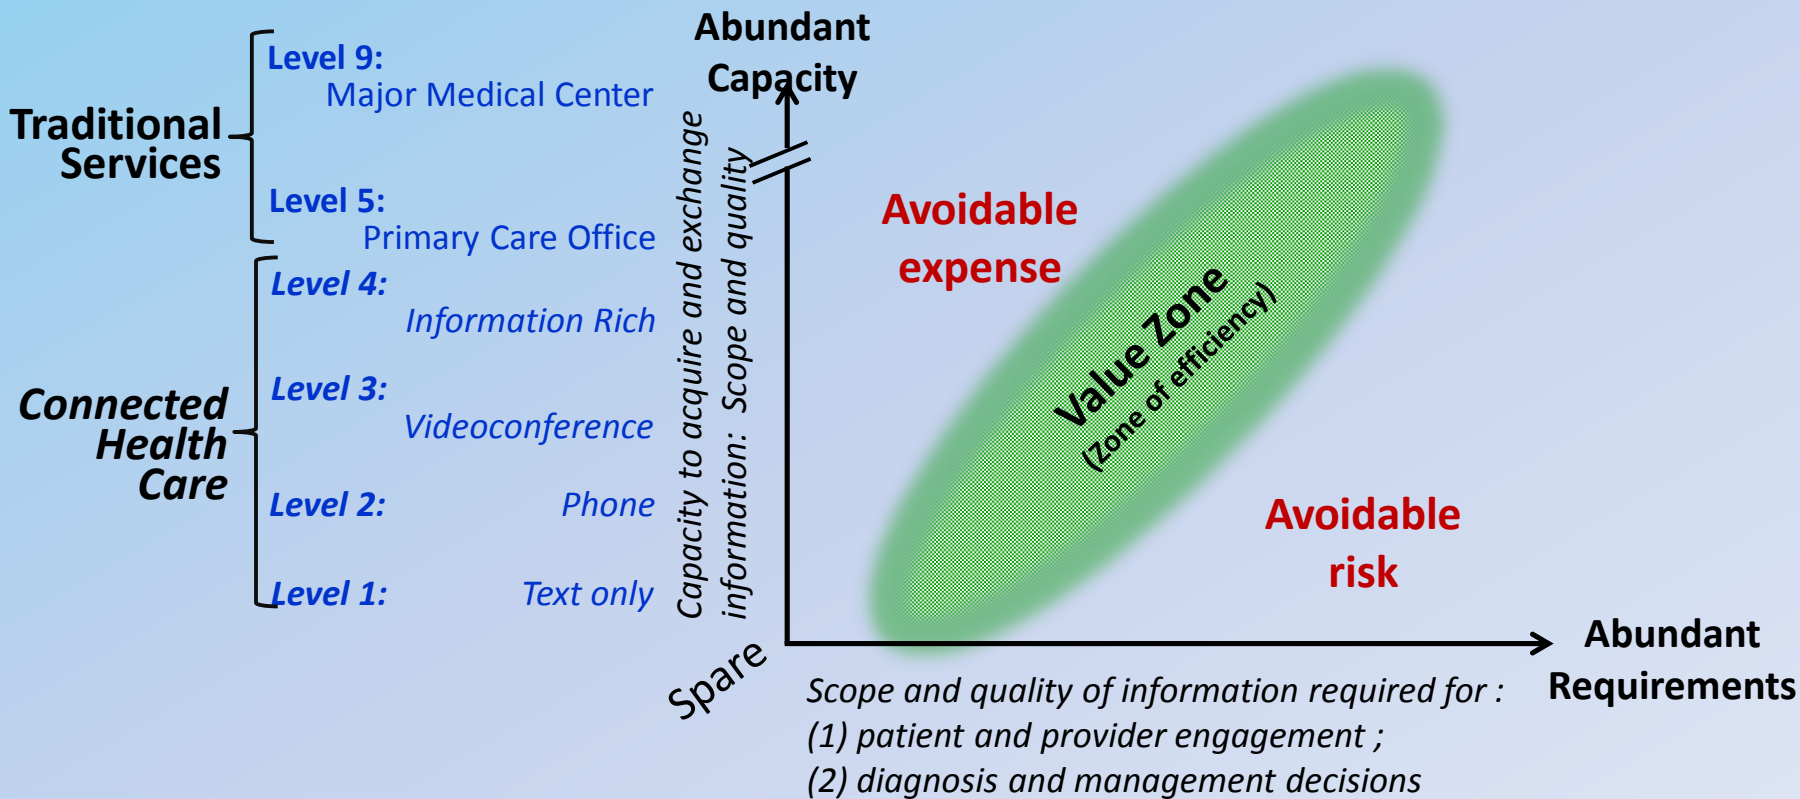 Traditional
Services
Level 9:
Major Medical Center
Level 5:
Primary Care Office
Connected
Health
Care
Level 4:
Information Rich
Level 3:
Videoconference
Level 2:
Phone
Level 1:
Text only
Abundant
Capacity
Capacity to acquire and exchange
information: Scope and quality
Avoidable
expense
Value Zone
(Zone of efficiency)
Avoidable
risk
Spare
Abundant
Requirements
Scope and quality of information required for :
(1) patient and provider engagement ;
(2) diagnosis and management decisions